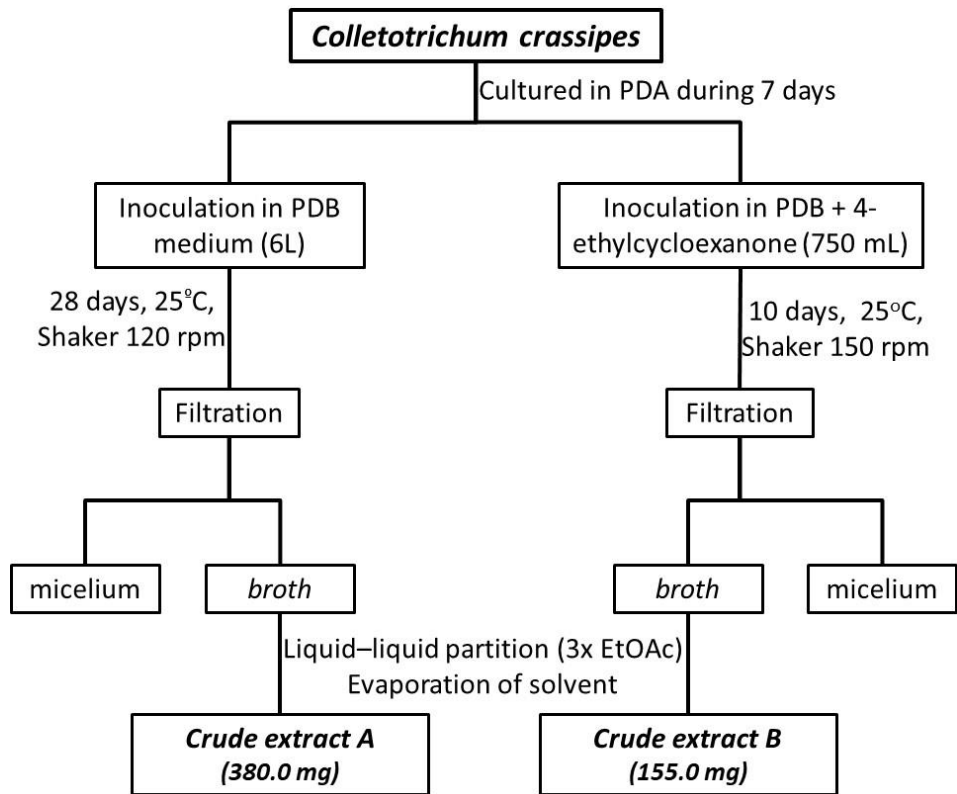 Colletotrichum crassipes
Cultured in PDA during 7 days
Inoculation in PDB
medium (6L)
Inoculation in PDB + 4-
ethylcycloexanone (750 mL)
28 days, 25ºC,
Shaker 120 rpm
10 days, 25°C,
Shaker 150 rpm
Filtration
Filtration
micelium
broth
broth
micelium
Liquid–liquid partition (3x EtOAc)
Evaporation of solvent
Crude extract A
(380.0 mg)
Crude extract B
(155.0 mg)